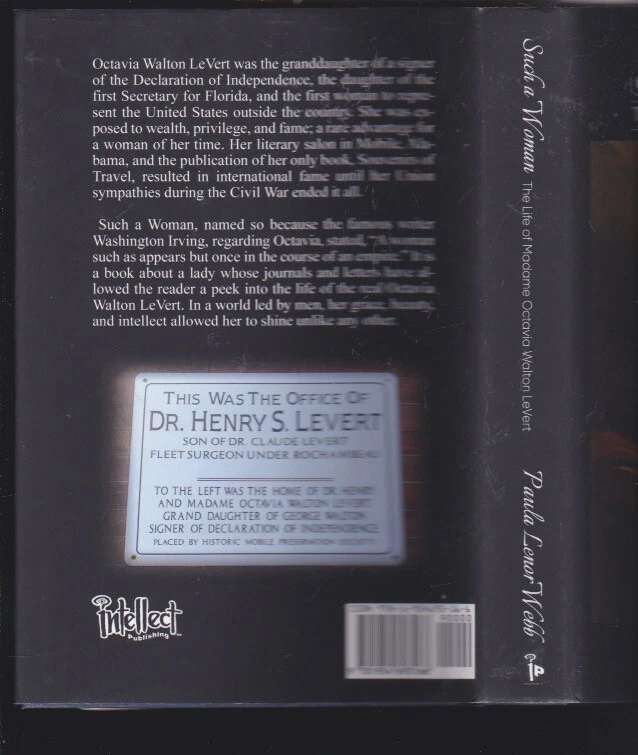 Octavia Walton LeVert was the granddaughter of a signer
of the Declaration of Independence, the daughter of the
first Secretary for Florida, and the first woman to repre-
sent the United States outside the country. She was ex-
posed to wealth, privilege, and fame; a rare advantage for
a woman of her time. Her literary salon in Mobile, Ala-
bama, and the publication of her only book, Souvenirs of
Travel, resulted in international fame until her Union
sympathies during the Civil War ended it all.
Such a Woman, named so because the famous writer
Washington Irving, regarding Octavia, stated, "A woman
such as appears but once in the course of an empire." It is
a book about a lady whose journals and letters have al-
lowed the reader a peek into the life of the real Octavia
Walton LeVert. In a world led by men, her grace, beauty,
and intellect allowed her to shine unlike any other.
THIS WAS THE OFFICE OF
DR. HENRY S. LEVERT
SON OF DR. CLAUDE LEVERT
FLEET SURGEON UNDER ROCHAMBEAU
TO THE LEFT WAS THE HOME OF DR. HENRY
AND MADAME OCTAVIA WALTON LEVERT
GRAND DAUGHTER OF GEORGE WALTON
SIGNER OF DECLARATION OF INDEPENDENCE
PLACED BY HISTORIC MOBILE PRESERVATION SOCIETY
intellect
Publishing
90000
Such a Woman The Life of Madame Octavia Walton LeVert
Paula Lenor Webb